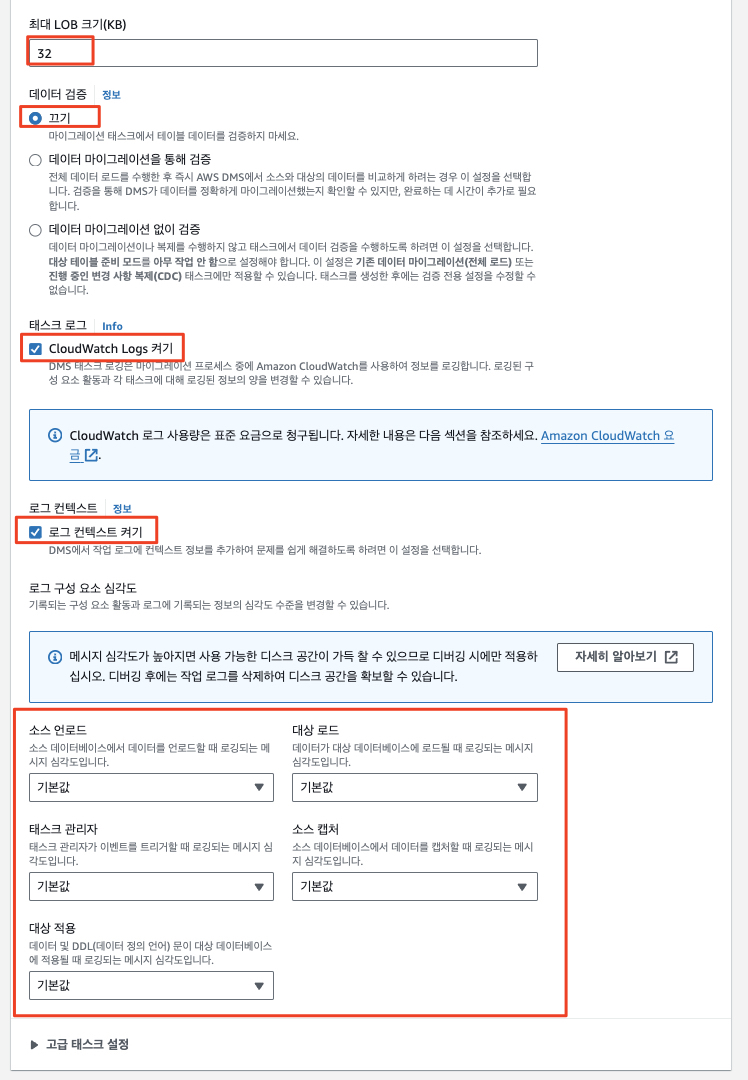 최대 LOB 크기(KB)
32
데이터 검증 정보
끄기
마이그레이션 태스크에서 테이블 데이터를 검증하지 마세요.
데이터 마이그레이션을 통해 검증
전체 데이터 로드를 수행한 후 즉시 AWS DMS에서 소스와 대상의 데이터를 비교하게 하려는 경우 이 설정을 선택합
니다. 검증을 통해 DMS가 데이터를 정확하게 마이그레이션했는지 확인할 수 있지만, 완료하는 데 시간이 추가로 필요
합니다.
데이터 마이그레이션 없이 검증
데이터 마이그레이션이나 복제를 수행하지 않고 태스크에서 데이터 검증을 수행하도록 하려면 이 설정을 선택합니다.
대상 테이블 준비 모드를 아무 작업 안 함으로 설정해야 합니다. 이 설정은 기존 데이터 마이그레이션(전체 로드) 또는
진행 중인 변경 사항 복제(CDC) 태스크에만 적용할 수 있습니다. 태스크를 생성한 후에는 검증 전용 설정을 수정할 수
없습니다.
태스크 로그 Info
CloudWatch Logs 켜기
DMS 태스크 로깅은 마이그레이션 프로세스 중에 Amazon CloudWatch를 사용하여 정보를 로깅합니다. 로깅된 구
성 요소 활동과 각 태스크에 대해 로깅된 정보의 양을 변경할 수 있습니다.
CloudWatch 로그 사용량은 표준 요금으로 청구됩니다. 자세한 내용은 다음 섹션을 참조하세요. Amazon CloudWatch 요
금.
로그 컨텍스트 정보
로그 컨텍스트 켜기
DMS에서 작업 로그에 컨텍스트 정보를 추가하여 문제를 쉽게 해결하도록 하려면 이 설정을 선택합니다.
로그 구성 요소 심각도
기록되는 구성 요소 활동과 로그에 기록되는 정보의 심각도 수준을 변경할 수 있습니다.
메시지 심각도가 높아지면 사용 가능한 디스크 공간이 가득 찰 수 있으므로 디버깅 시에만 적용하
십시오. 디버깅 후에는 작업 로그를 삭제하여 디스크 공간을 확보할 수 있습니다.
자세히 알아보기
소스 언로드
소스 데이터베이스에서 데이터를 언로드할 때 로깅되는 메
시지 심각도입니다.
기본값
대상 로드
데이터가 대상 데이터베이스에 로드될 때 로깅되는 메시지
심각도입니다.
기본값
태스크 관리자
태스크 관리자가 이벤트를 트리거할 때 로깅되는 메시지 심
각도입니다.
기본값
소스 캡처
소스 데이터베이스에서 데이터를 캡처할 때 로깅되는 메시
지 심각도입니다.
기본값
대상 적용
데이터 및 DDL(데이터 정의 언어) 문이 대상 데이터베이스
에 적용될 때 로깅되는 메시지 심각도입니다.
기본값
고급 태스크 설정